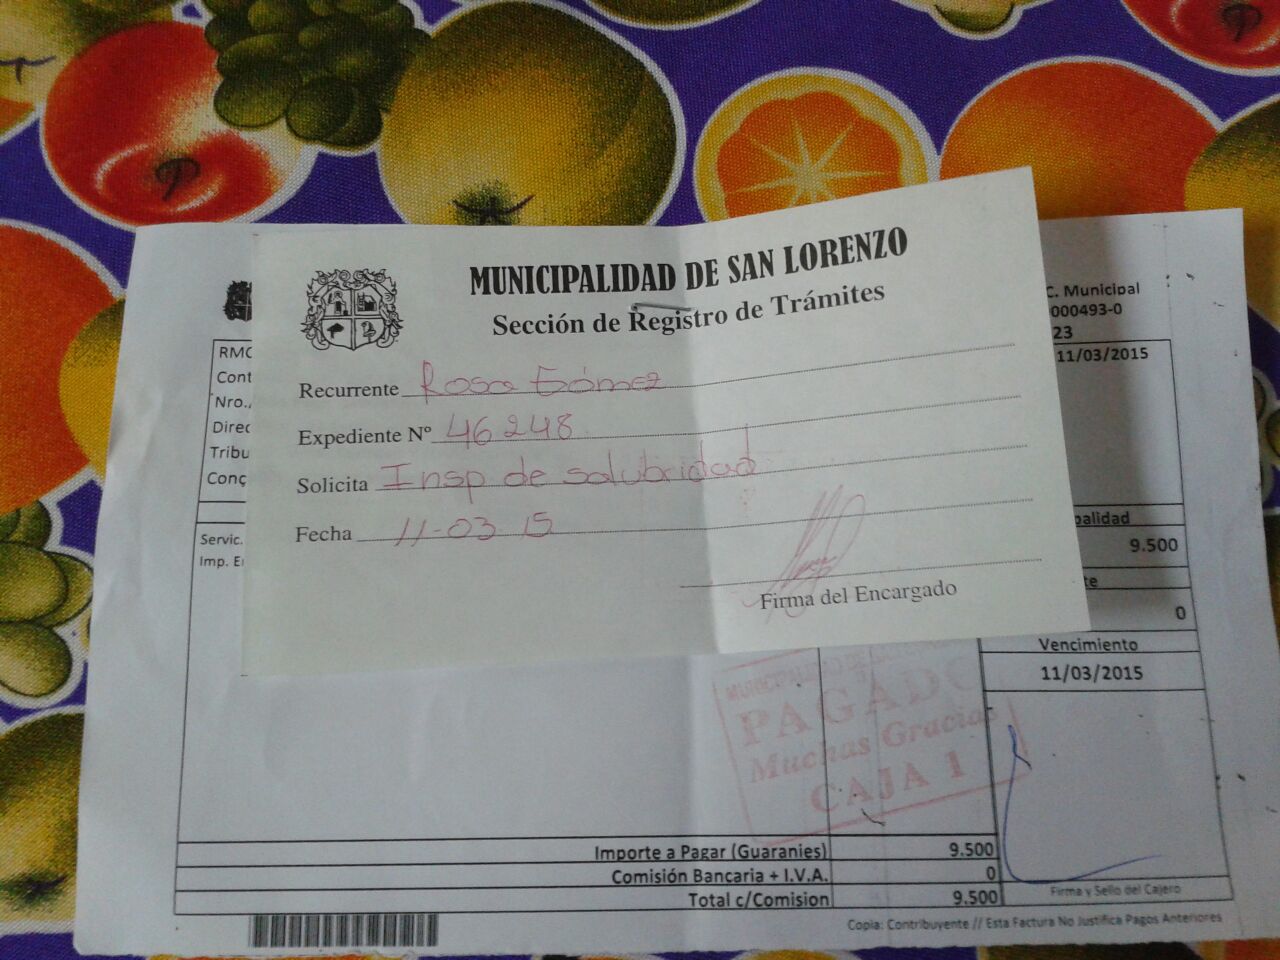 MUNICIPALIDAD DE SAN LORENZO
Sección de Registro de Trámites
Recurrente Rosa Gómez
Expediente Nº 46248
Solicita Insp de salubridad
Fecha 11-03 15
Firma del Encargado
C. Municipal
000493-0
23
11/03/2015
RMC
Cont
Nro.
Direc
Tribu
Conç
Servic.
Imp. E
palidad
9.500
te
0
Vencimiento
11/03/2015
PAGADO
Muchas Gracias
CAJA 1
Importe a Pagar (Guaranies) 9.500
Comisión Bancaria + I.V.A. 0
Total c/Comision 9.500
Firma y Sello del Cajero
Copia: Contribuyente // Esta Factura No Justifica Pagos Anteriores